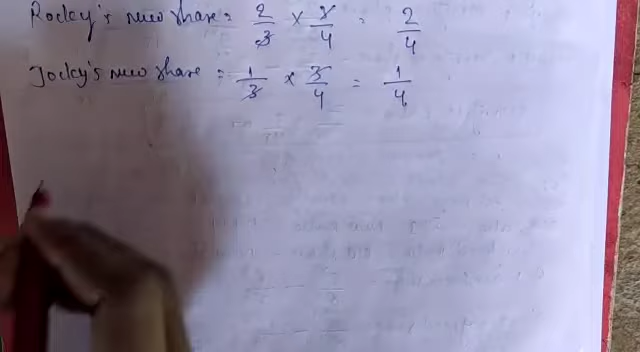 Rocky's new share = 2/3 × 3/4 = 2/4
Jocky's new share = 1/3 × 3/4 = 1/4